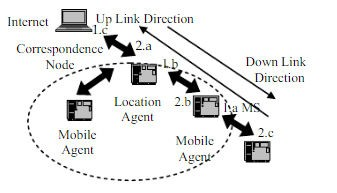 Internet
Up Link Direction
1.c
Correspondence
Node
2.a
Down Link
Direction
1.b
Location
Agent
2.b
1.a MS
Mobile
Agent
Mobile
Agent
2.c